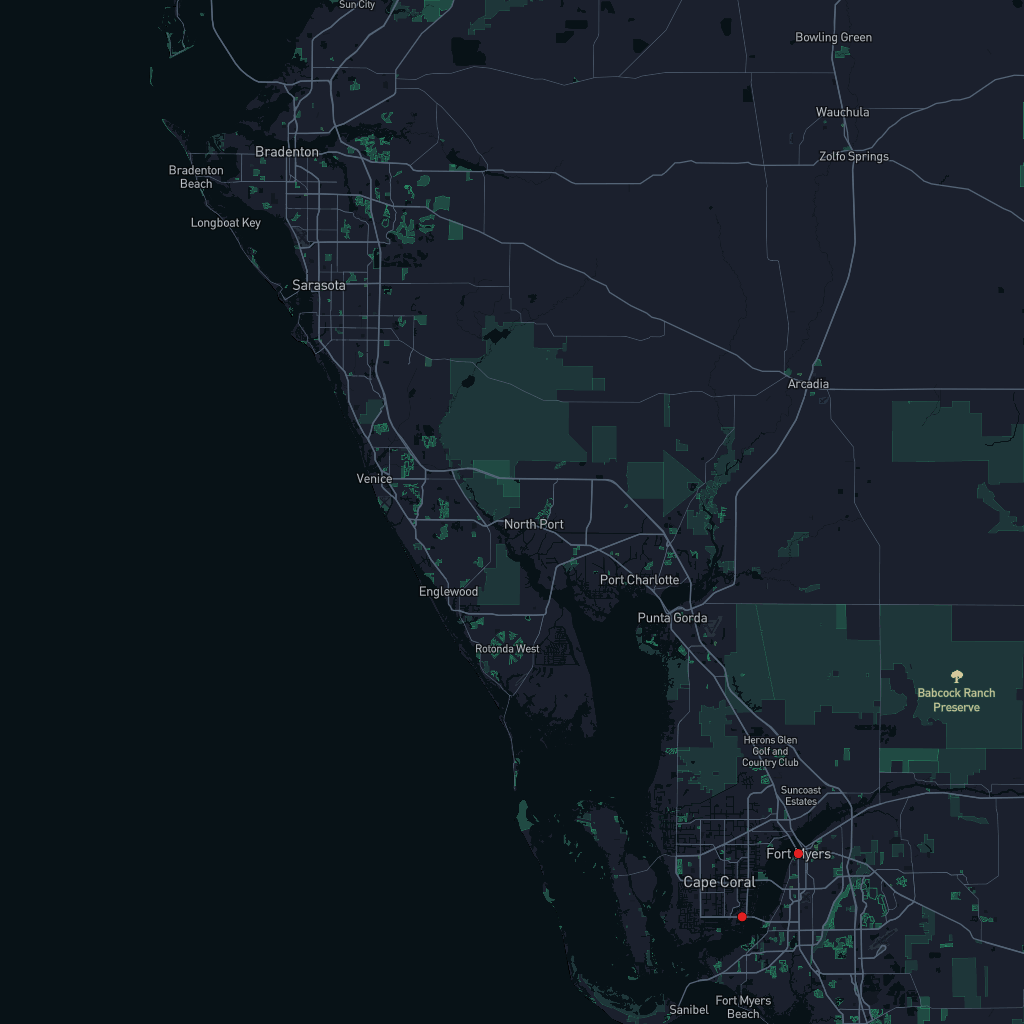 Sun City
Bowling Green
Wauchula
Bradenton
Zolfo Springs
Bradenton
Beach
Longboat Key
Sarasota
Arcadia
Venice
North Port
Port Charlotte
Englewood
Punta Gorda
Rotonda West
Babcock Ranch
Preserve
Herons Glen
Golf and
Country Club
Suncoast
Estates
Fort Myers
Cape Coral
Fort Myers
Beach
Sanibel